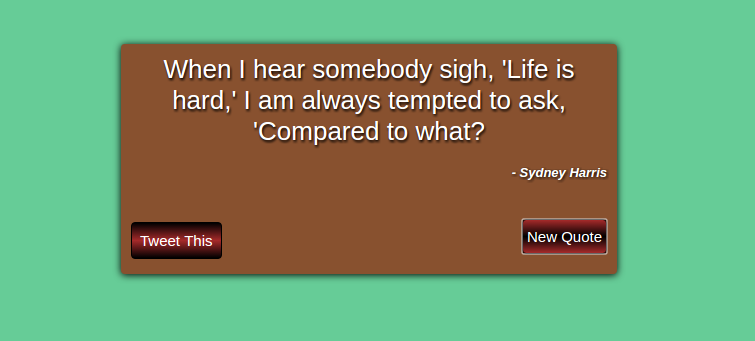 When I hear somebody sigh, 'Life is
hard,' I am always tempted to ask,
'Compared to what?
- Sydney Harris
Tweet This
New Quote